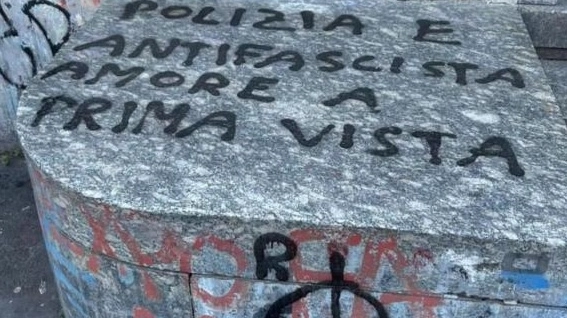 POLIZIA E
ANTIFASCISTA
AMORE A
PRIMA VISTA